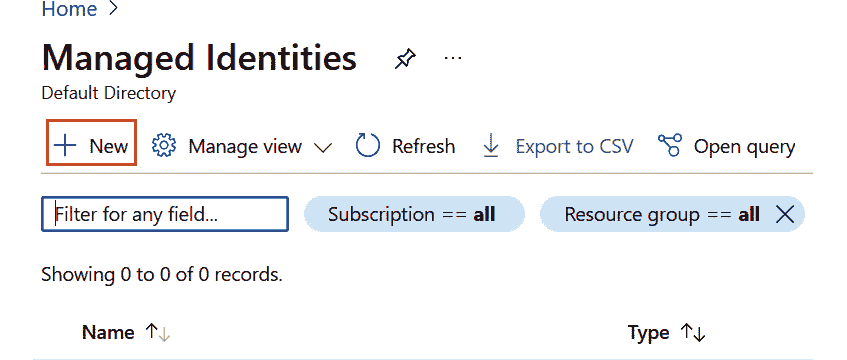 Home
Managed Identities ...
Default Directory
New Manage view Refresh Export to CSV Open query
Filter for any field... Subscription == all Resource group == all
Showing 0 to 0 of 0 records.
Name Type